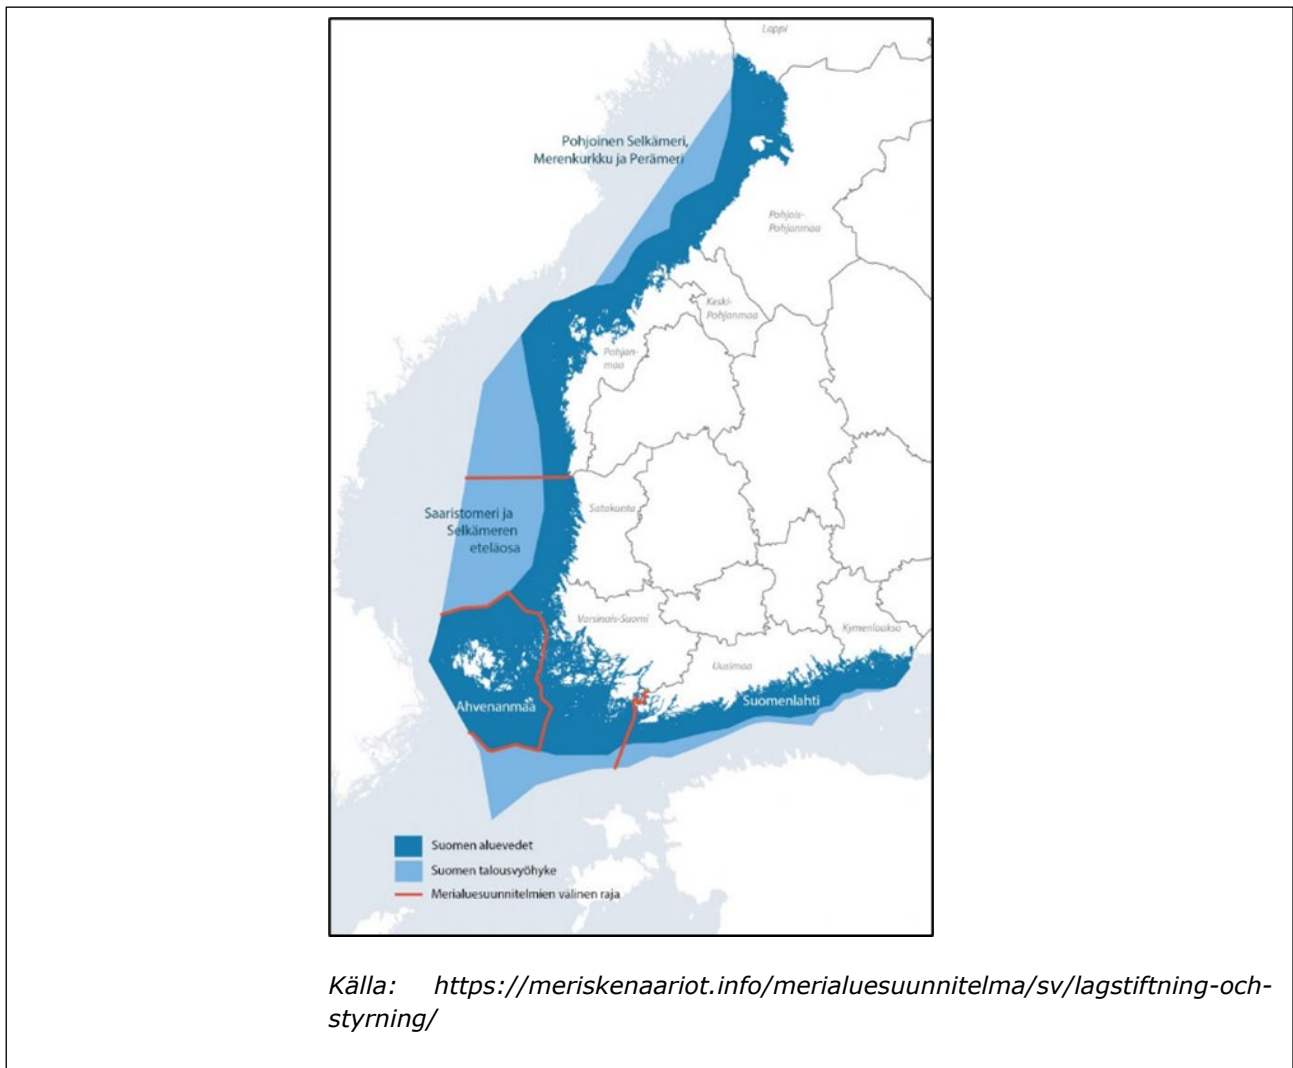 Lappi
Pohjoinen Selkämeri,
Merenkurkku ja Perämeri
Pohjois-
Pohjanmaa
Keski-
Pohjanmaa
Pohjan-
maa
Saaristomeri ja
Selkämeren
eteläosa
Satakunta
Varsinais-Suomi
Kymenlaakso
Uusimaa
Ahvenanmaa
Suomenlahti
Suomen aluevedet
Suomen talousvyöhyke
Merialuesuunnitelmien välinen raja
Källa: https://meriskenaariot.info/merialuesuunnitelma/sv/lagstiftning-och-
styrning/